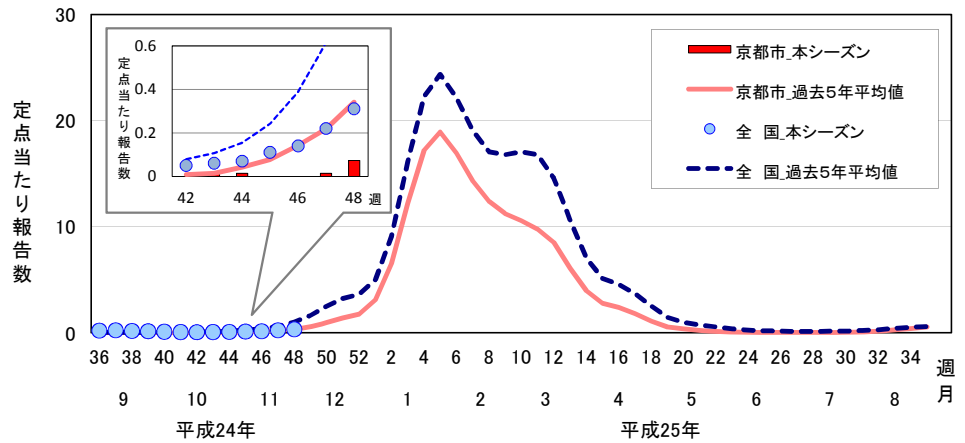 30
20
10
0
定点当たり報告数
0.6
0.4
0.2
0
定点当たり報告数
42 44 46 48 週
京都市_本シーズン
京都市_過去5年平均値
全 国_本シーズン
全 国_過去5年平均値
36 38 40 42 44 46 48 50 52 2 4 6 8 10 12 14 16 18 20 22 24 26 28 30 32 34 週
9 10 11 12 1 2 3 4 5 6 7 8 月
平成24年 平成25年